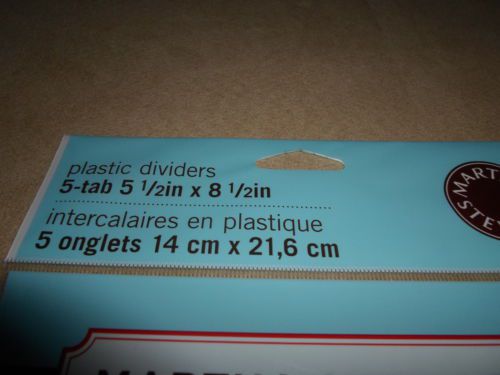 plastic dividers
5-tab 5 1/2in x 8 1/2in
intercalaires en plastique
5 onglets 14 cm x 21,6 cm